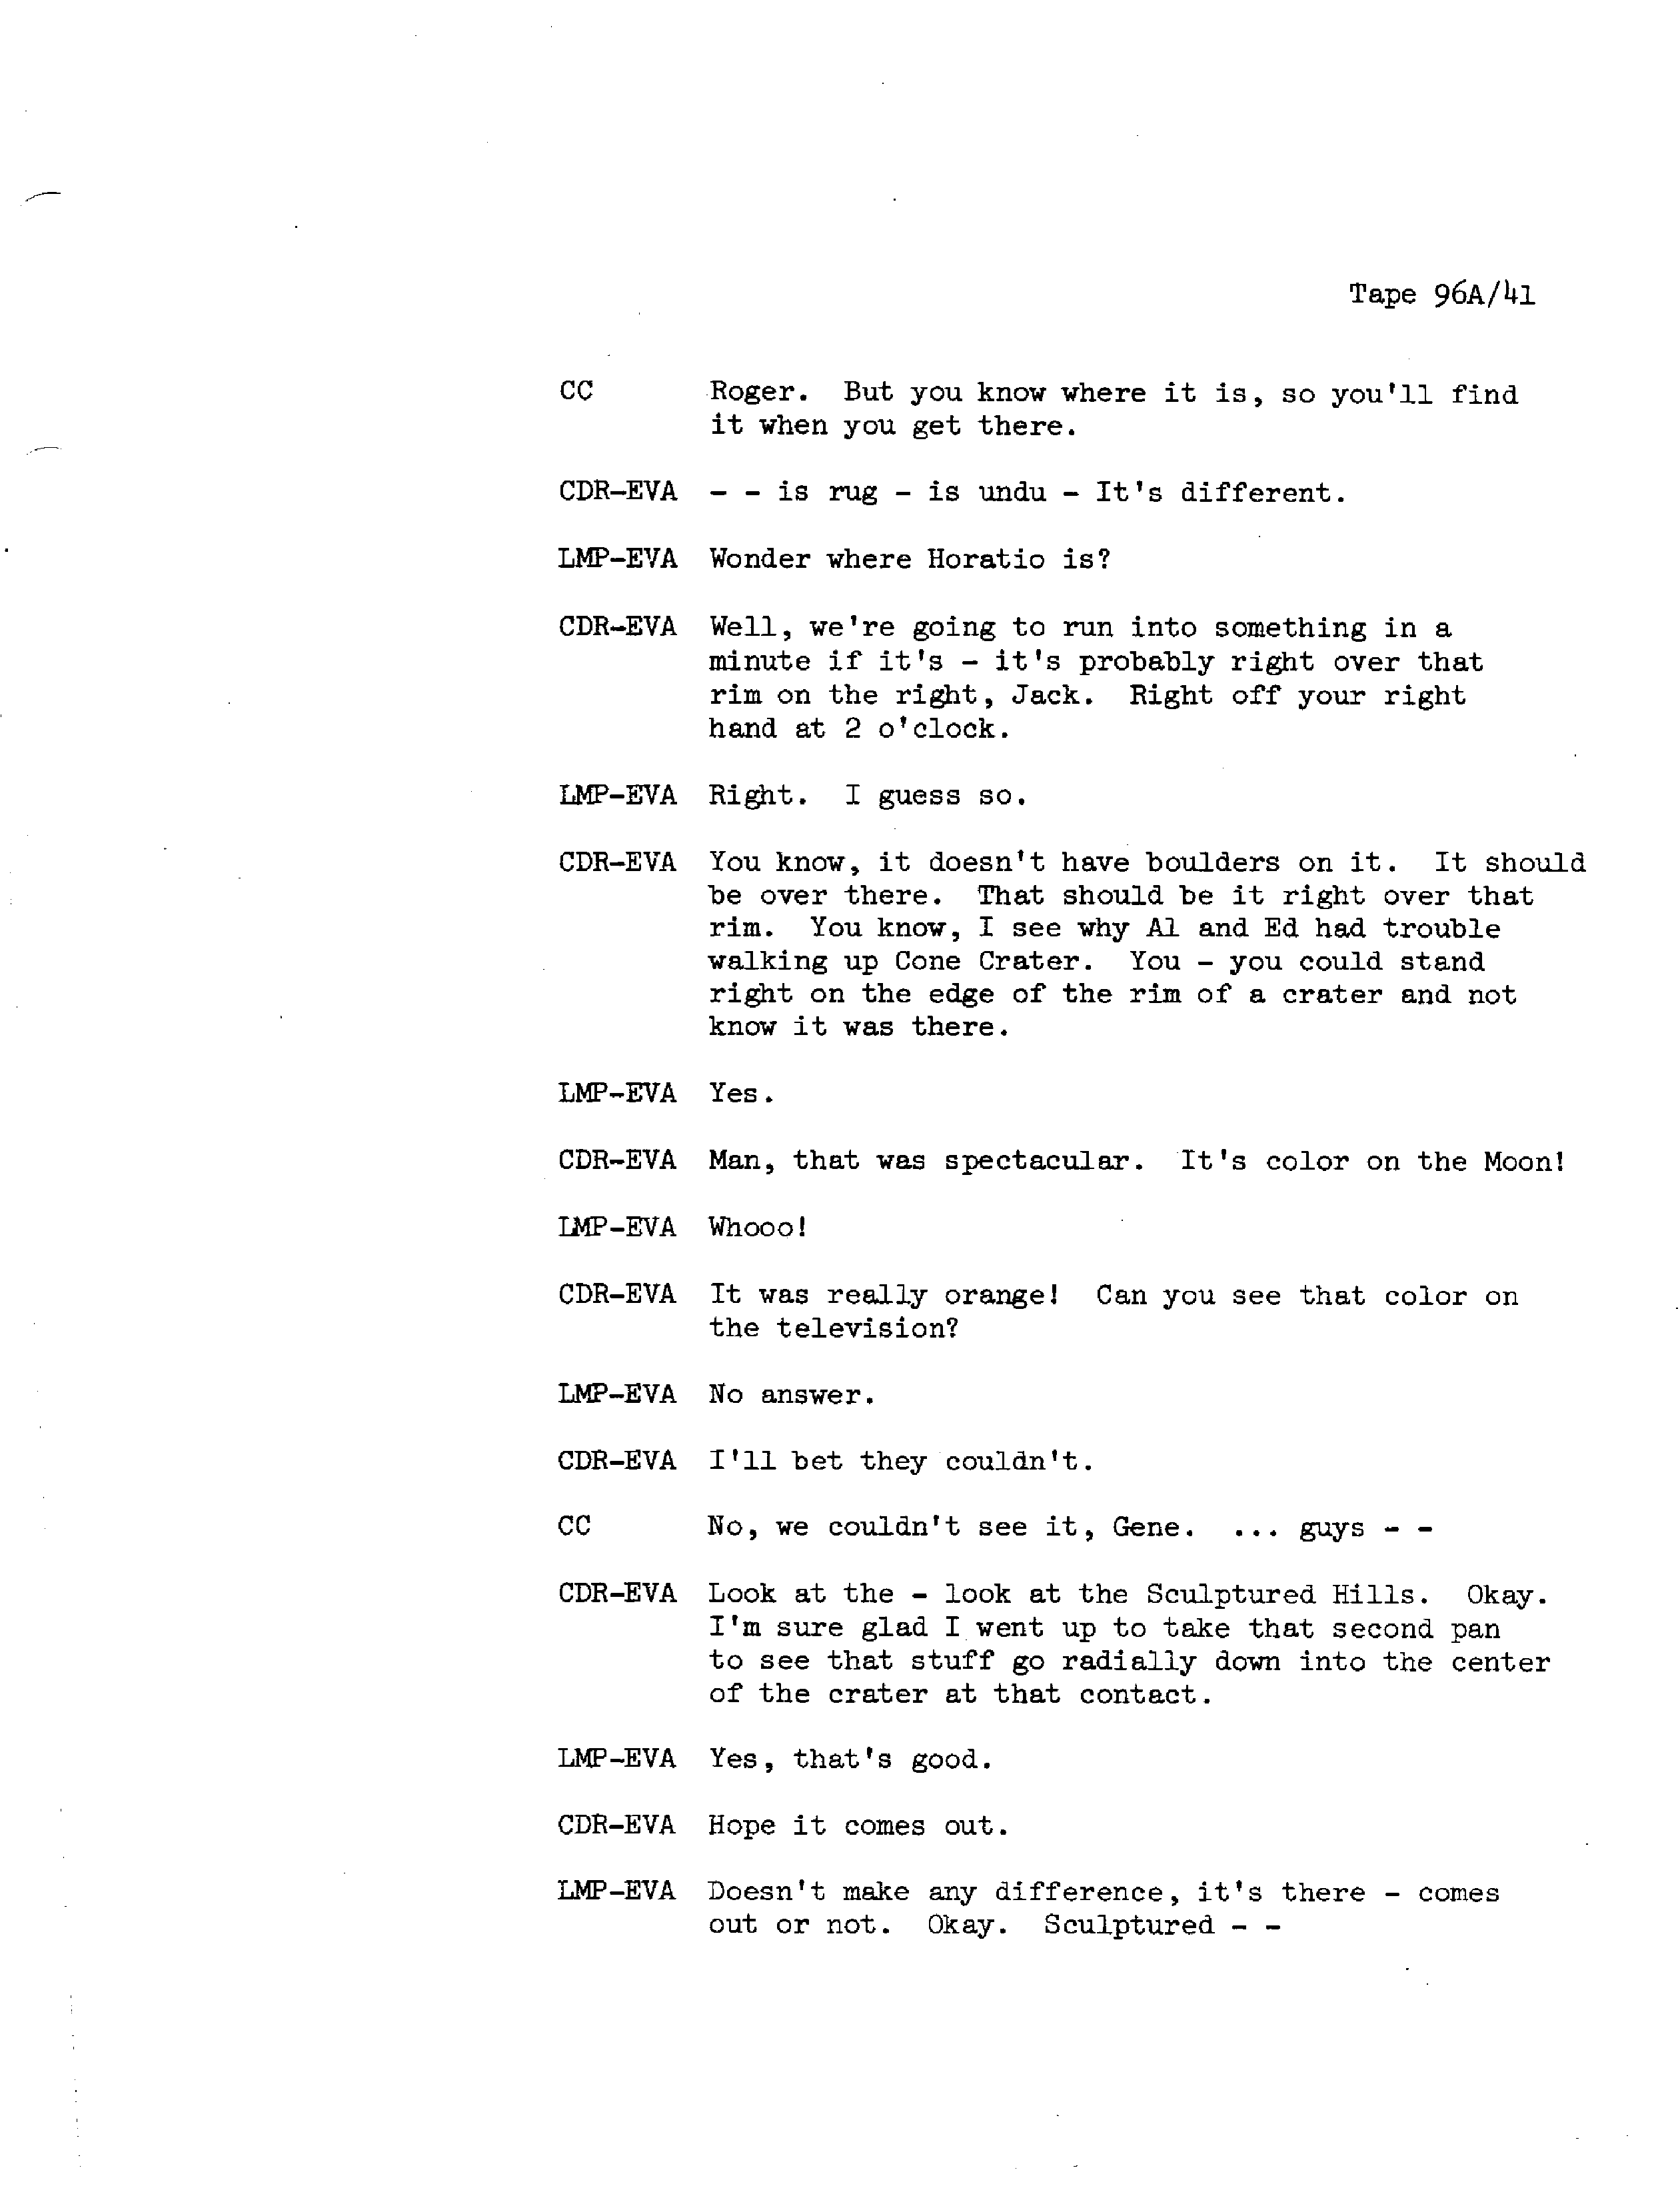 Tape 96A/41
CC Roger. But you know where it is, so you'll find
it when you get there.
CDR-EVA - - is rug - is undu - It's different.
LMP-EVA Wonder where Horatio is?
CDR-EVA Well, we're going to run into something in a
minute if it's - it's probably right over that
rim on the right, Jack. Right off your right
hand at 2 o'clock.
LMP-EVA Right. I guess so.
CDR-EVA You know, it doesn't have boulders on it. It should
be over there. That should be it right over that
rim. You know, I see why Al and Ed had trouble
walking up Cone Crater. You - you could stand
right on the edge of the rim of a crater and not
know it was there.
LMP-EVA Yes.
CDR-EVA Man, that was spectacular. It's color on the Moon!
LMP-EVA Whooo!
CDR-EVA It was really orange! Can you see that color on
the television?
LMP-EVA No answer.
CDR-EVA I'll bet they couldn't.
CC No, we couldn't see it, Gene. ... guys - -
CDR-EVA Look at the - look at the Sculptured Hills. Okay.
I'm sure glad I went up to take that second pan
to see that stuff go radially down into the center
of the crater at that contact.
LMP-EVA Yes, that's good.
CDR-EVA Hope it comes out.
LMP-EVA Doesn't make any difference, it's there - comes
out or not. Okay. Sculptured - -